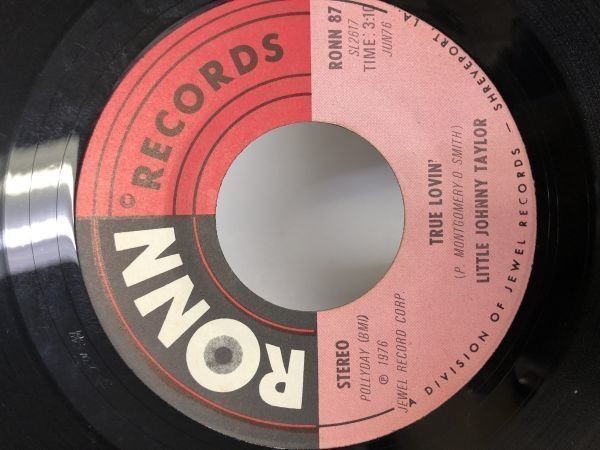 RONN
© RECORDS
RONN 87
SL2617
TIME: 3:10
JUN76
TRUE LOVIN'
(P. MONTGOMERY-D. SMITH)
LITTLE JOHNNY TAYLOR
STEREO
POLLYDAY (BMI)
℗ 1976
JEWEL RECORD CORP.
A DIVISION OF JEWEL RECORDS — SHREVEPORT, LA.